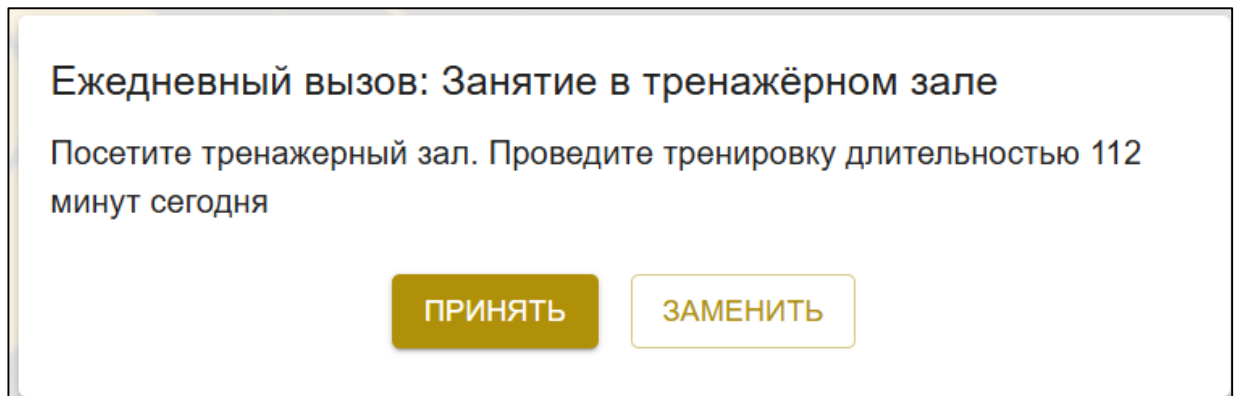 Ежедневный вызов: Занятие в тренажёрном зале
Посетите тренажерный зал. Проведите тренировку длительностью 112
минут сегодня
ПРИНЯТЬ
ЗАМЕНИТЬ